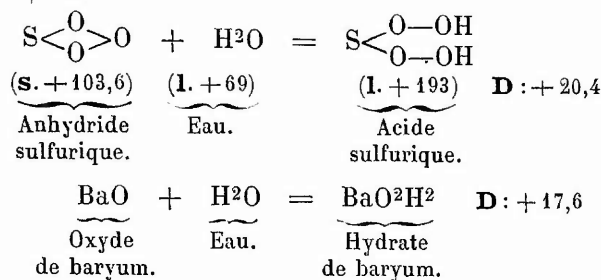 S<O O>O + H²O = S<O—OH O—OH
(s. +103,6) (l. +69) (l. + 193) D : + 20,4
Anhydride Eau. Acide
sulfurique. sulfurique.
BaO + H²O = BaO²H² D : + 17,6
Oxyde Eau. Hydrate
de baryum. de baryum.